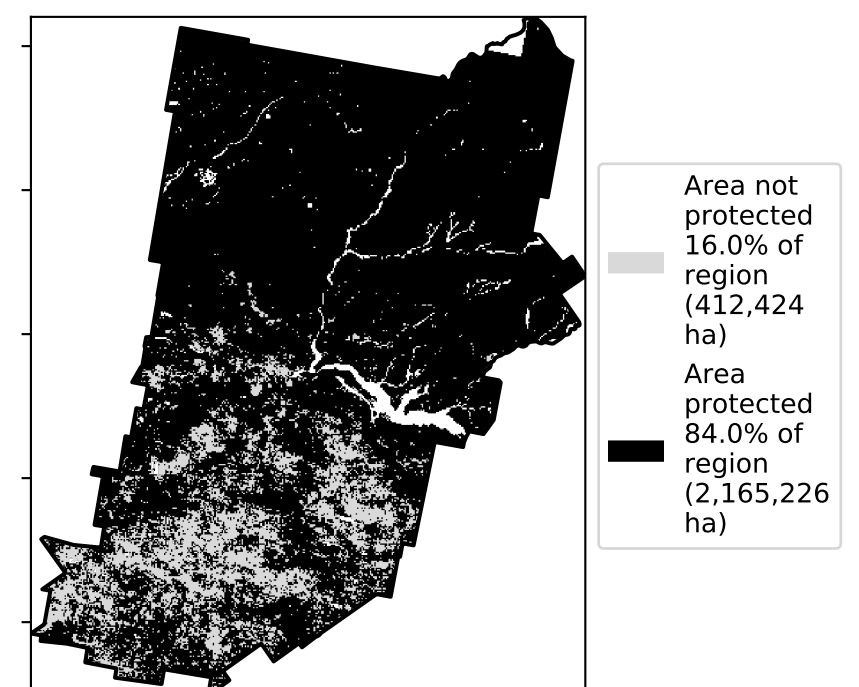 Area not
protected
16.0% of
region
(412,424
ha)
Area
protected
84.0% of
region
(2,165,226
ha)